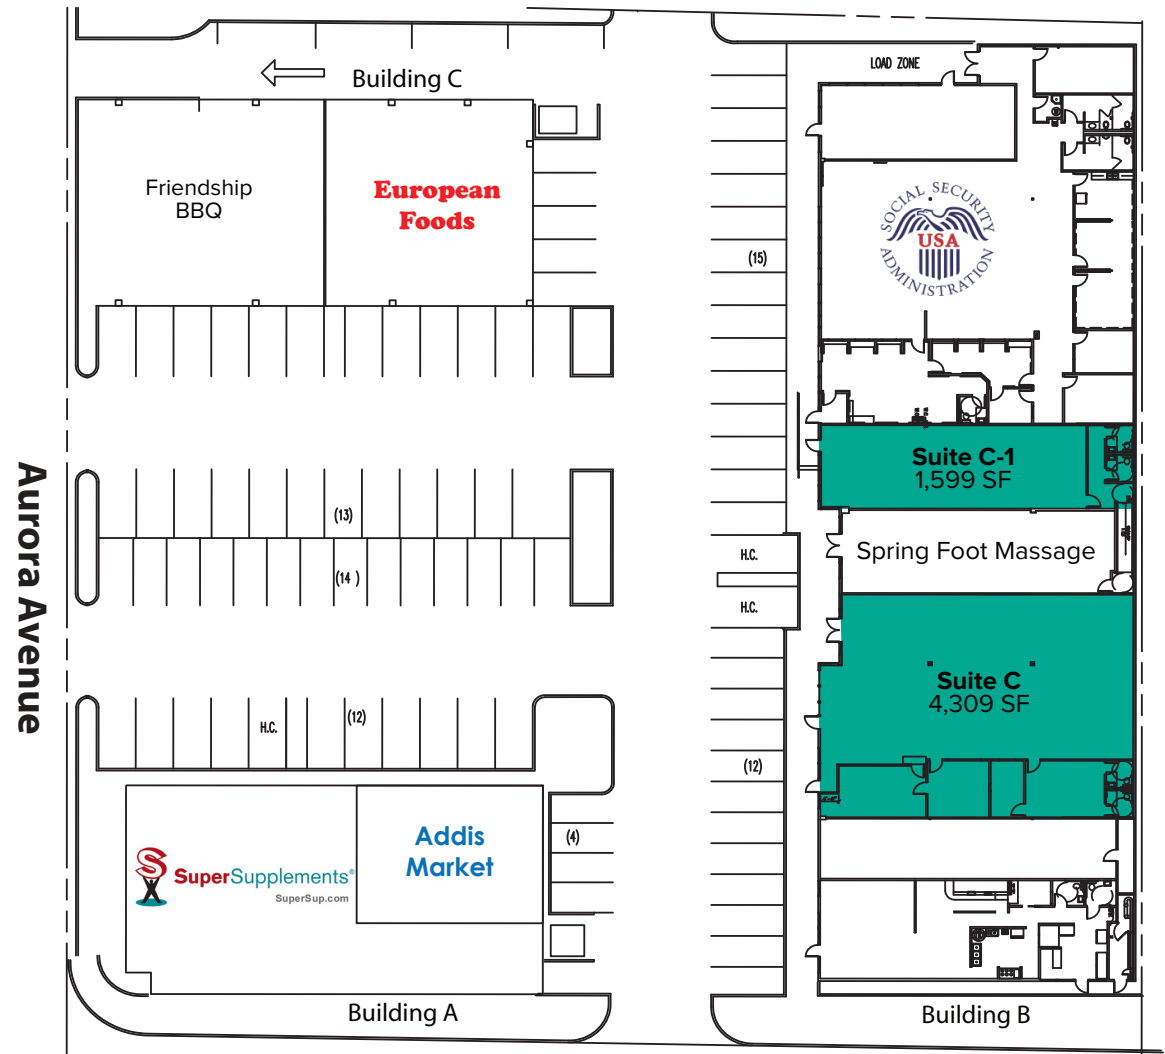 Building C
LOAD ZONE
Friendship
BBQ
European
Foods
SOCIAL SECURITY
USA
ADMINISTRATION
(15)
Suite C-1
1,599 SF
(13)
(14 )
Spring Foot Massage
H.C.
H.C.
Aurora Avenue
Suite C
4,309 SF
H.C.
(12)
(12)
SuperSupplements®
SuperSup.com
Addis
Market
(4)
Building A
Building B